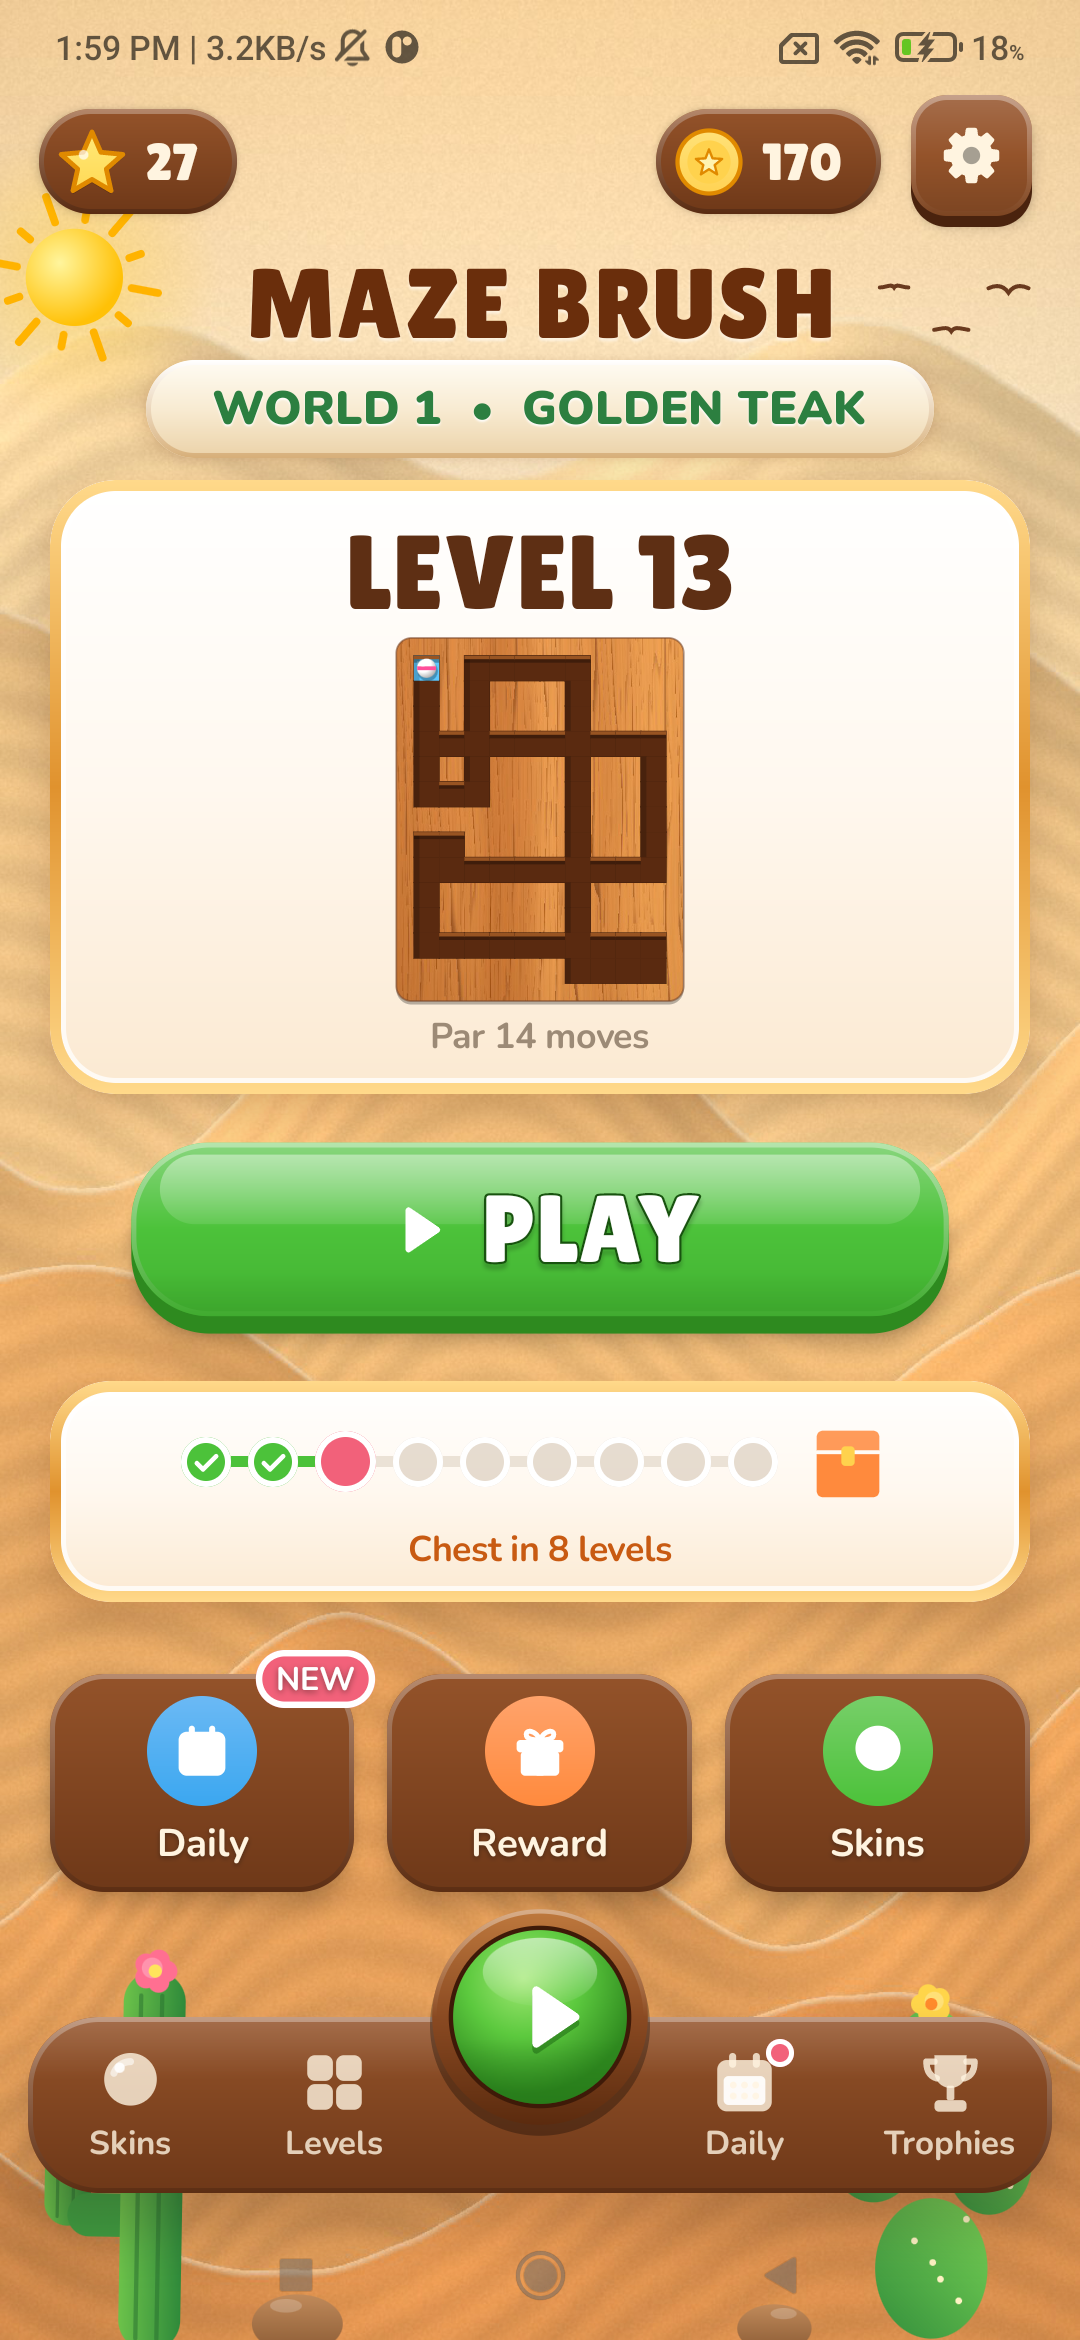 1:59 PM | 3.2KB/s
18%
27
170
MAZE BRUSH
WORLD 1 • GOLDEN TEAK
LEVEL 13
Par 14 moves
PLAY
Chest in 8 levels
NEW
Daily
Reward
Skins
Skins
Levels
Daily
Trophies